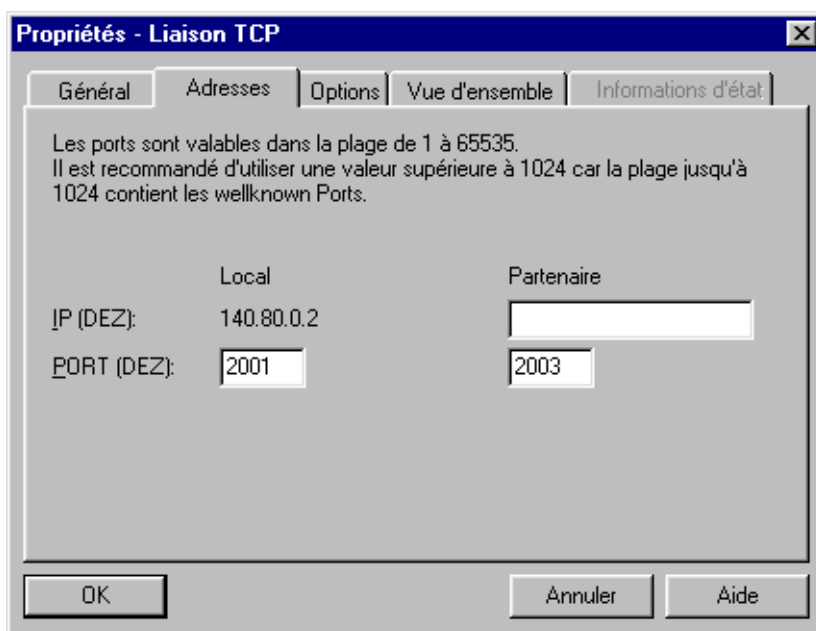 Propriétés - Liaison TCP
Général Adresses Options Vue d'ensemble Informations d'état
Les ports sont valables dans la plage de 1 à 65535.
Il est recommandé d'utiliser une valeur supérieure à 1024 car la plage jusqu'à
1024 contient les wellknown Ports.
Local Partenaire
IP (DEZ): 140.80.0.2
PORT (DEZ): 2001 2003
OK Annuler Aide